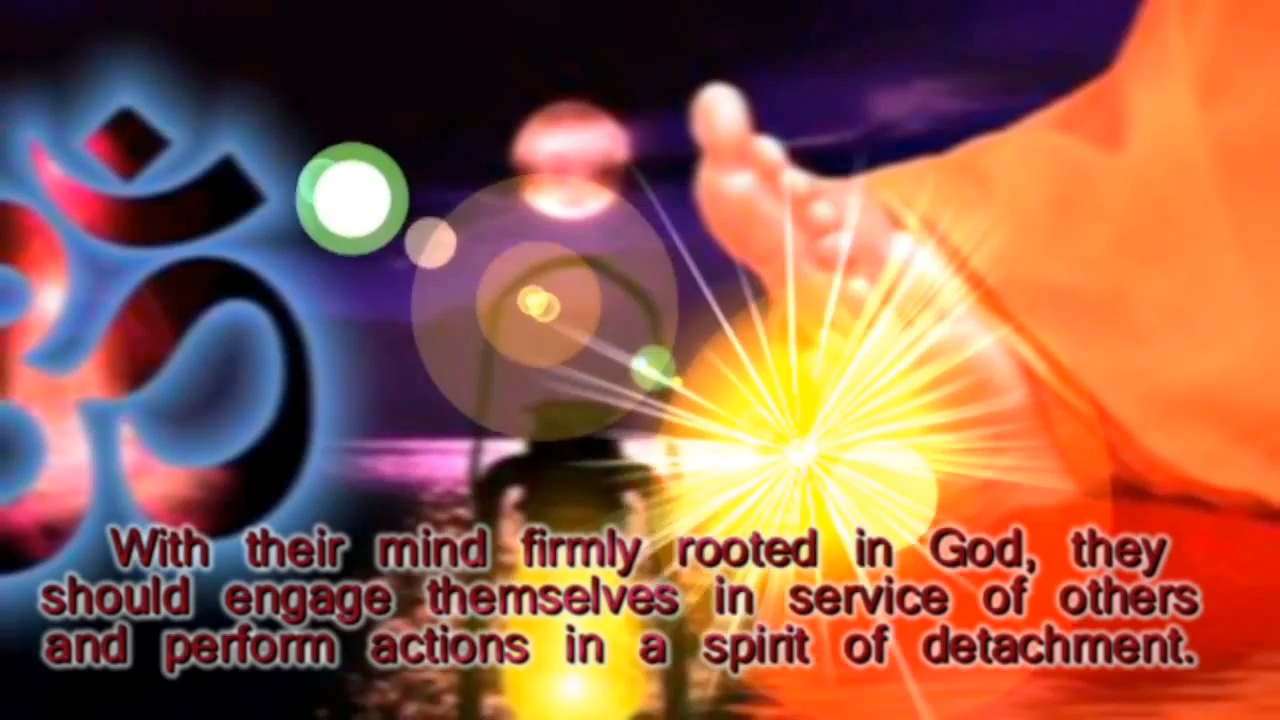 With their mind firmly rooted in God, they
should engage themselves in service of others
and perform actions in a spirit of detachment.